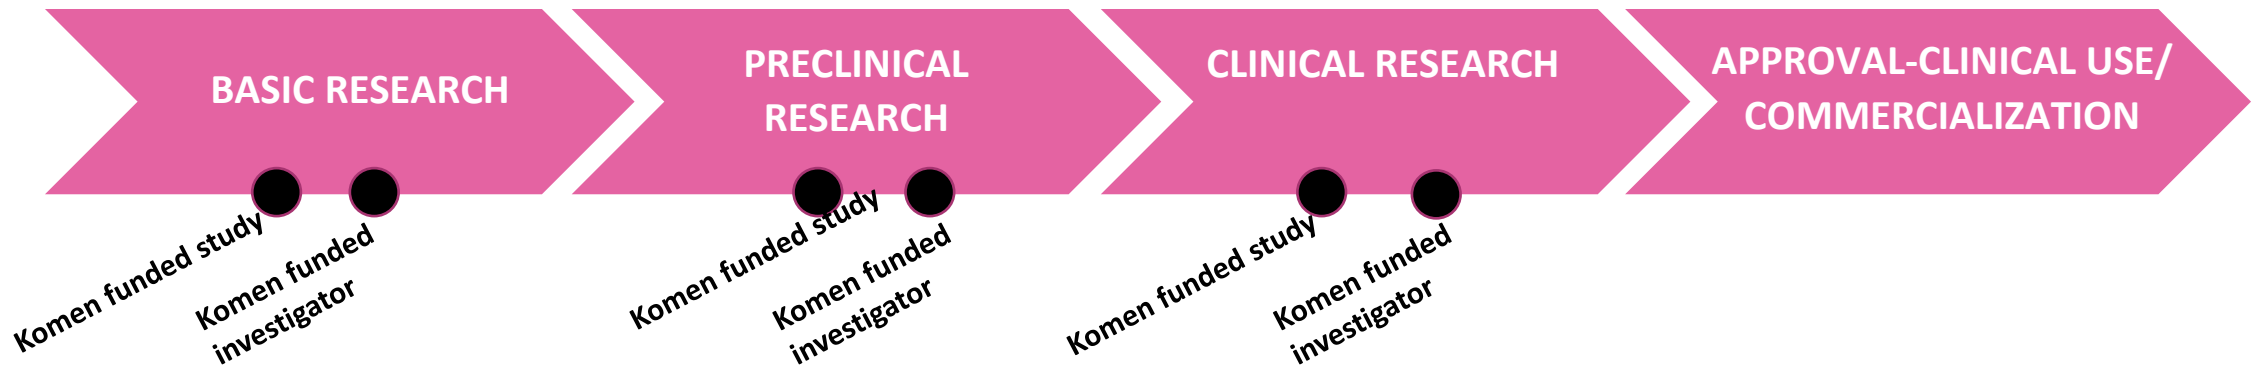 BASIC RESEARCH
PRECLINICAL
RESEARCH
CLINICAL RESEARCH
APPROVAL-CLINICAL USE/
COMMERCIALIZATION
Komen funded study
Komen funded
investigator
Komen funded study
Komen funded
investigator
Komen funded study
Komen funded
investigator